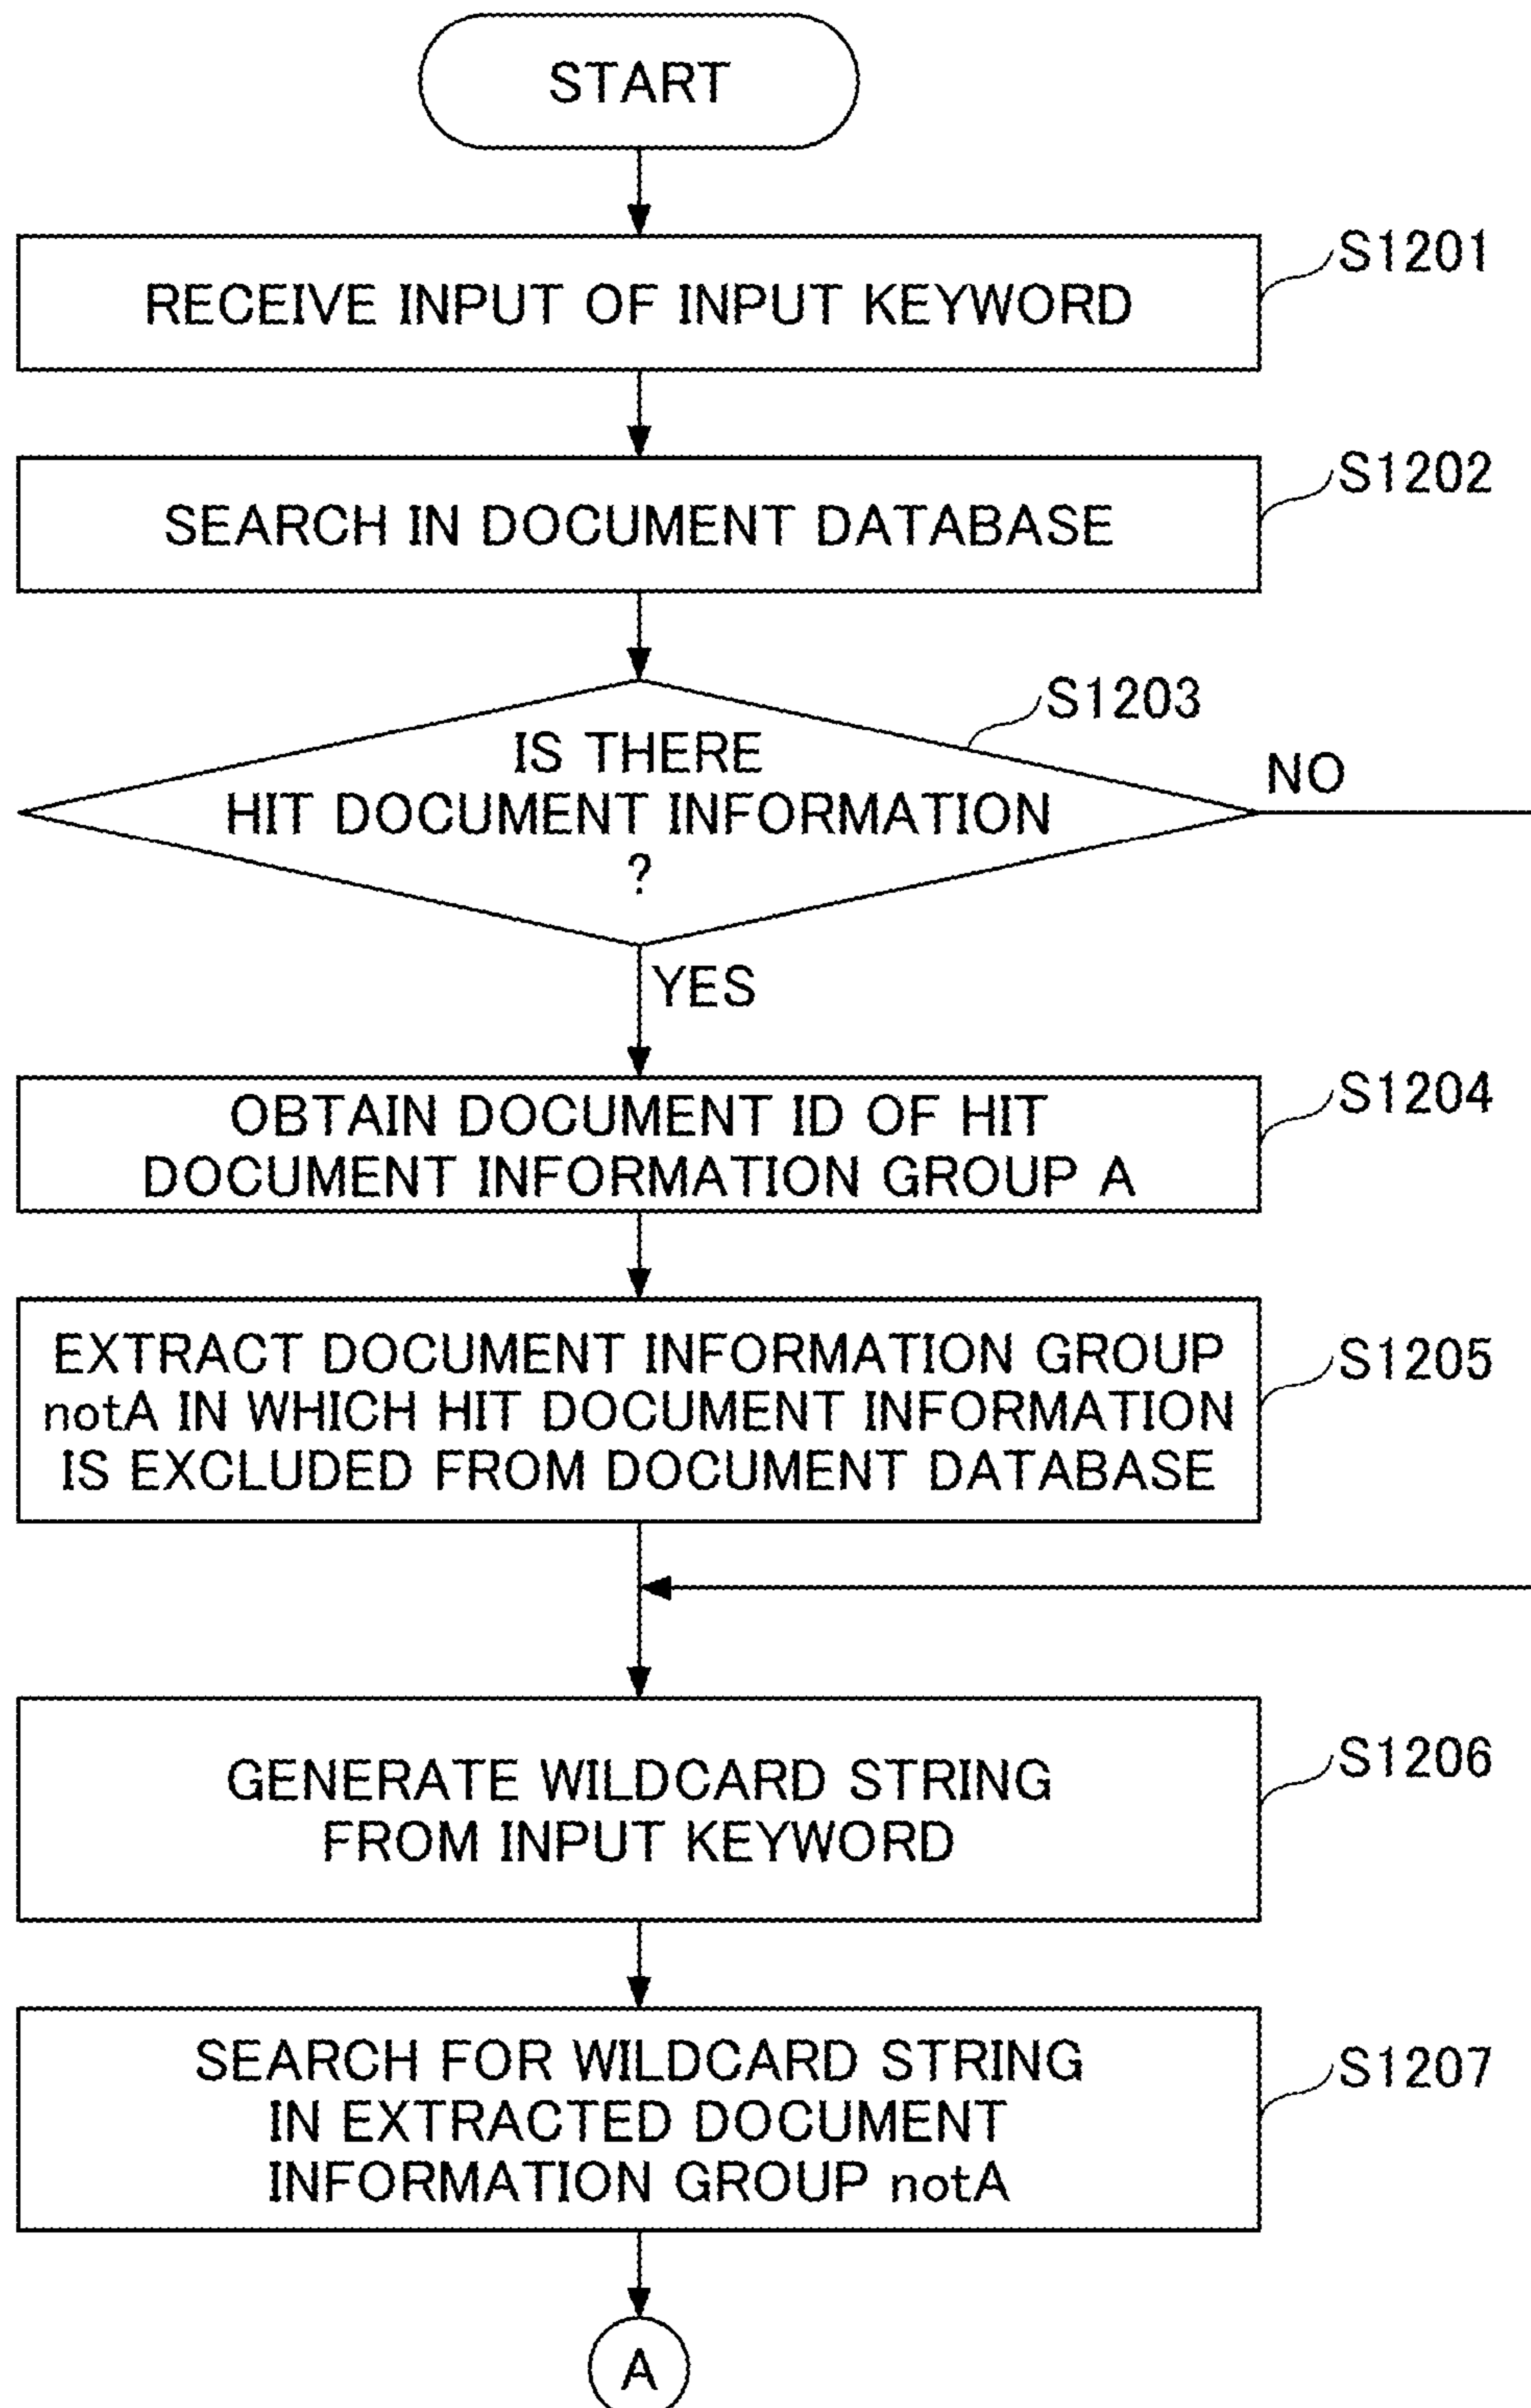 START
S1201
RECEIVE INPUT OF INPUT KEYWORD
S1202
SEARCH IN DOCUMENT DATABASE
S1203
IS THERE
HIT DOCUMENT INFORMATION
?
NO
YES
S1204
OBTAIN DOCUMENT ID OF HIT
DOCUMENT INFORMATION GROUP A
S1205
EXTRACT DOCUMENT INFORMATION GROUP
notA IN WHICH HIT DOCUMENT INFORMATION
IS EXCLUDED FROM DOCUMENT DATABASE
S1206
GENERATE WILDCARD STRING
FROM INPUT KEYWORD
S1207
SEARCH FOR WILDCARD STRING
IN EXTRACTED DOCUMENT
INFORMATION GROUP notA
A